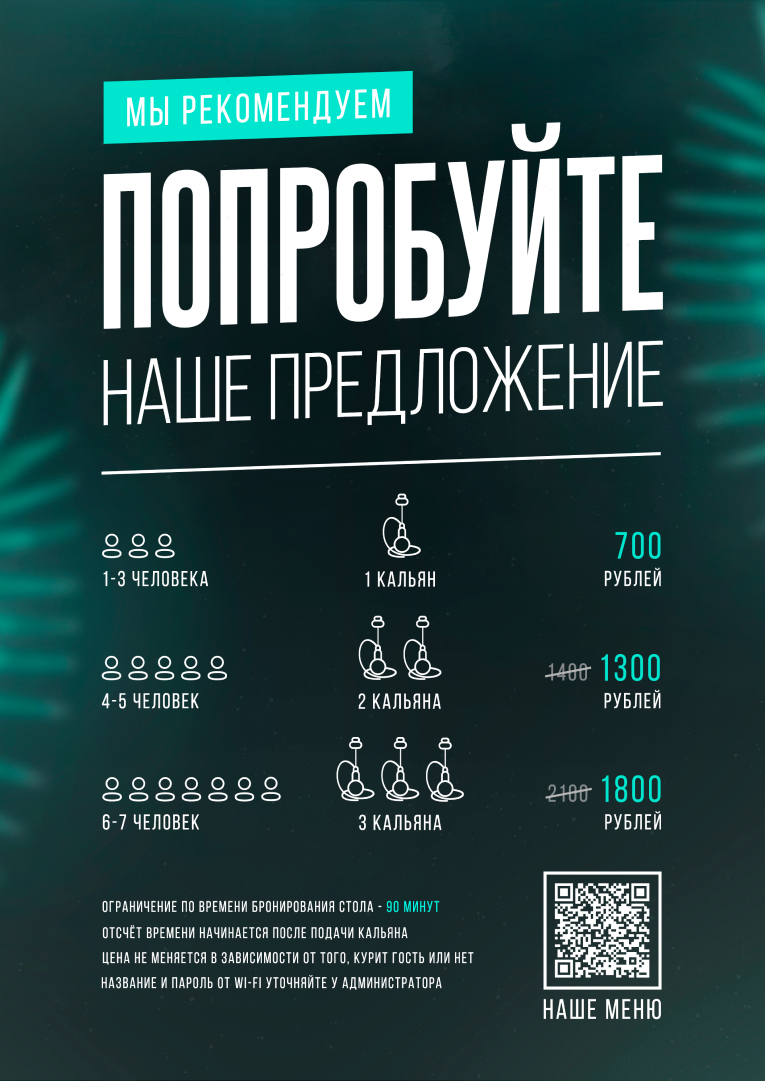 МЫ РЕКОМЕНДУЕМ
ПОПРОБУЙТЕ
НАШЕ ПРЕДЛОЖЕНИЕ
1-3 ЧЕЛОВЕКА
1 КАЛЬЯН
700
РУБЛЕЙ
4-5 ЧЕЛОВЕК
2 КАЛЬЯНА
1400 1300
РУБЛЕЙ
6-7 ЧЕЛОВЕК
3 КАЛЬЯНА
2100 1800
РУБЛЕЙ
ОГРАНИЧЕНИЕ ПО ВРЕМЕНИ БРОНИРОВАНИЯ СТОЛА - 90 МИНУТ
ОТСЧЁТ ВРЕМЕНИ НАЧИНАЕТСЯ ПОСЛЕ ПОДАЧИ КАЛЬЯНА
ЦЕНА НЕ МЕНЯЕТСЯ В ЗАВИСИМОСТИ ОТ ТОГО, КУРИТ ГОСТЬ ИЛИ НЕТ
НАЗВАНИЕ И ПАРОЛЬ ОТ WI-FI УТОЧНЯЙТЕ У АДМИНИСТРАТОРА
НАШЕ МЕНЮ